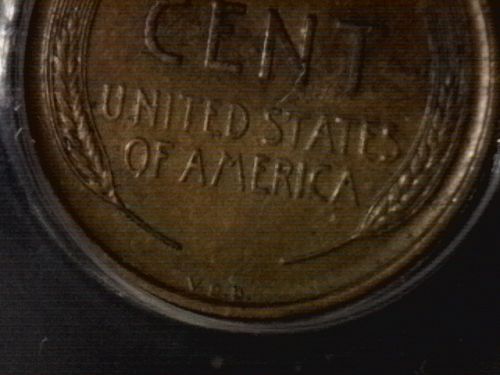 CENT
UNITED STATES
OF AMERICA
V.D.B.